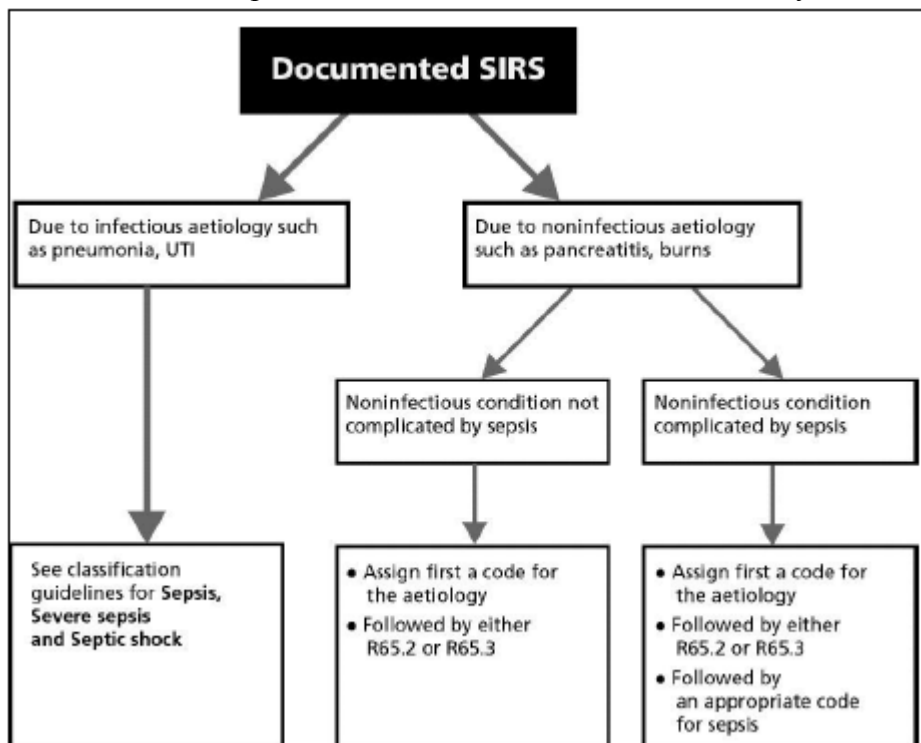 Documented SIRS
Due to infectious aetiology such
as pneumonia, UTI
Due to noninfectious aetiology
such as pancreatitis, burns
Noninfectious condition not
complicated by sepsis
Noninfectious condition
complicated by sepsis
See classification
guidelines for Sepsis,
Severe sepsis
and Septic shock
• Assign first a code for
the aetiology
• Followed by either
R65.2 or R65.3
• Assign first a code for
the aetiology
• Followed by either
R65.2 or R65.3
• Followed by
an appropriate code
for sepsis